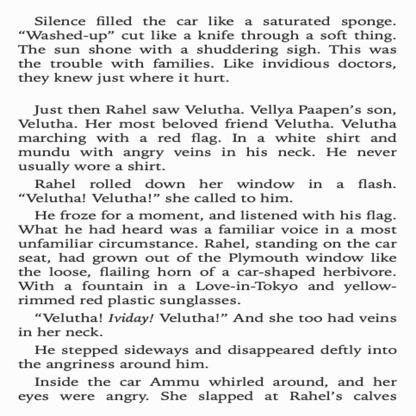 Silence filled the car like a saturated sponge.
“Washed-up” cut like a knife through a soft thing.
The sun shone with a shuddering sigh. This was
the trouble with families. Like invidious doctors,
they knew just where it hurt.
Just then Rahel saw Velutha. Vellya Paapen’s son,
Velutha. Her most beloved friend Velutha. Velutha
marching with a red flag. In a white shirt and
mundu with angry veins in his neck. He never
usually wore a shirt.
Rahel rolled down her window in a flash.
“Velutha! Velutha!” she called to him.
He froze for a moment, and listened with his flag.
What he had heard was a familiar voice in a most
unfamiliar circumstance. Rahel, standing on the car
seat, had grown out of the Plymouth window like
the loose, flailing horn of a car-shaped herbivore.
With a fountain in a Love-in-Tokyo and yellow-
rimmed red plastic sunglasses.
“Velutha! Ividay! Velutha!” And she too had veins
in her neck.
He stepped sideways and disappeared deftly into
the angriness around him.
Inside the car Ammu whirled around, and her
eyes were angry. She slapped at Rahel’s calves